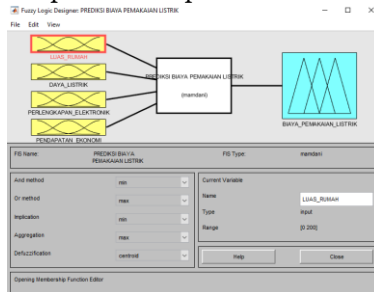 Fuzzy Logic Designer: PREDIKSI BIAYA PEMAKAIAN LISTRIK
File Edit View
LUAS_RUMAH
DAYA_LISTRIK
PERLENGKAPAN_ELEKTRONIK
PENDAPATAN_EKONOMI
PREDIKSI BIAYA PEMAKAIAN LISTRIK
(mamdani)
BIAYA_PEMAKAIAN_LISTRIK
FIS Name: PREDIKSI BIAYA PEMAKAIAN LISTRIK
FIS Type: mamdani
And method min
Or method max
Implication min
Aggregation max
Defuzzification centroid
Current Variable
Name LUAS_RUMAH
Type input
Range [0 200]
Help Close
Opening Membership Function Editor